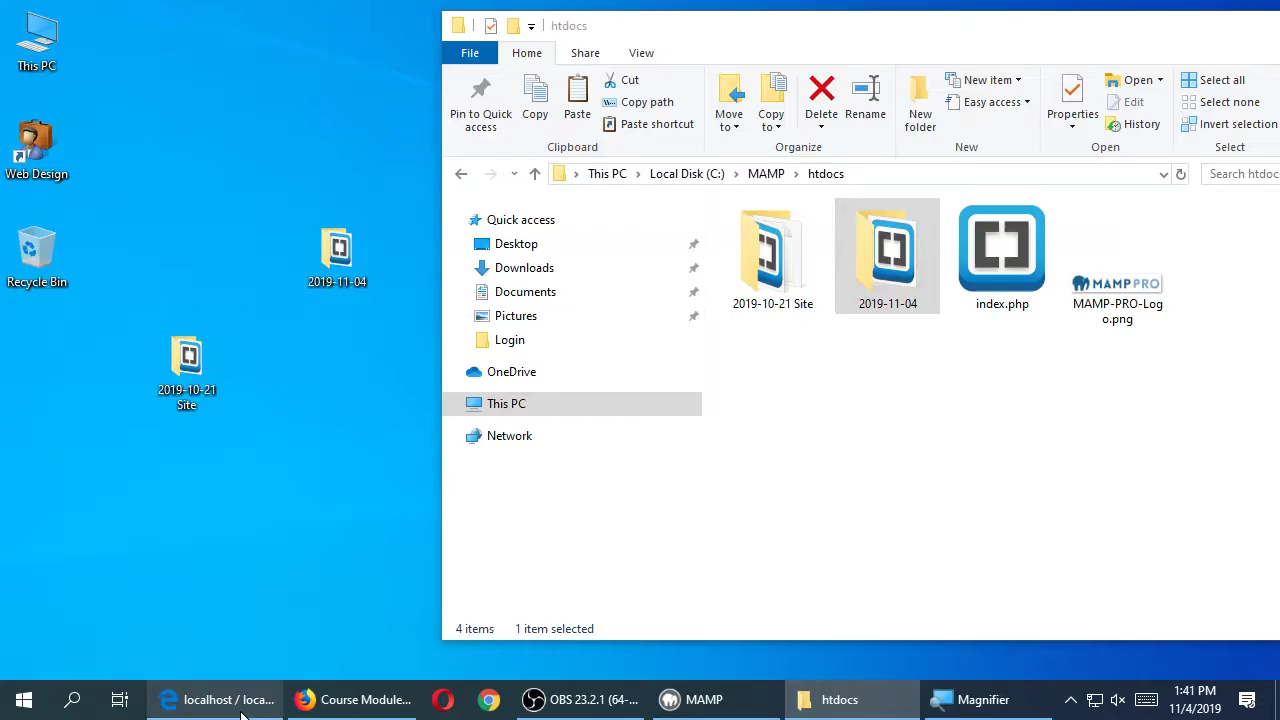 This PC
Web Design
Recycle Bin
2019-11-04
2019-10-21
Site
htdocs
File
Home
Share
View
Pin to Quick
access
Copy
Paste
Cut
Copy path
Paste shortcut
Clipboard
Move
to
Copy
to
Delete
Rename
Organize
New
folder
New item
Easy access
New
Properties
Open
Edit
History
Open
Select all
Select none
Invert selection
Select
This PC
Local Disk (C:)
MAMP
htdocs
Search htdoc
Quick access
Desktop
Downloads
Documents
Pictures
Login
OneDrive
This PC
Network
2019-10-21 Site
2019-11-04
index.php
MAMP PRO
MAMP-PRO-Log
o.png
4 items
1 item selected
localhost / loca...
Course Module...
OBS 23.2.1 (64-...
MAMP
htdocs
Magnifier
1:41 PM
11/4/2019